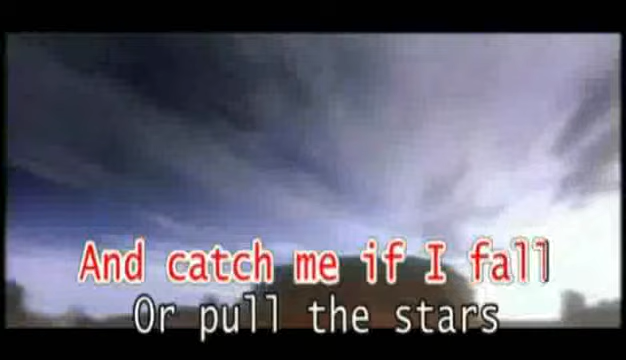 And catch me if I fall
Or pull the stars